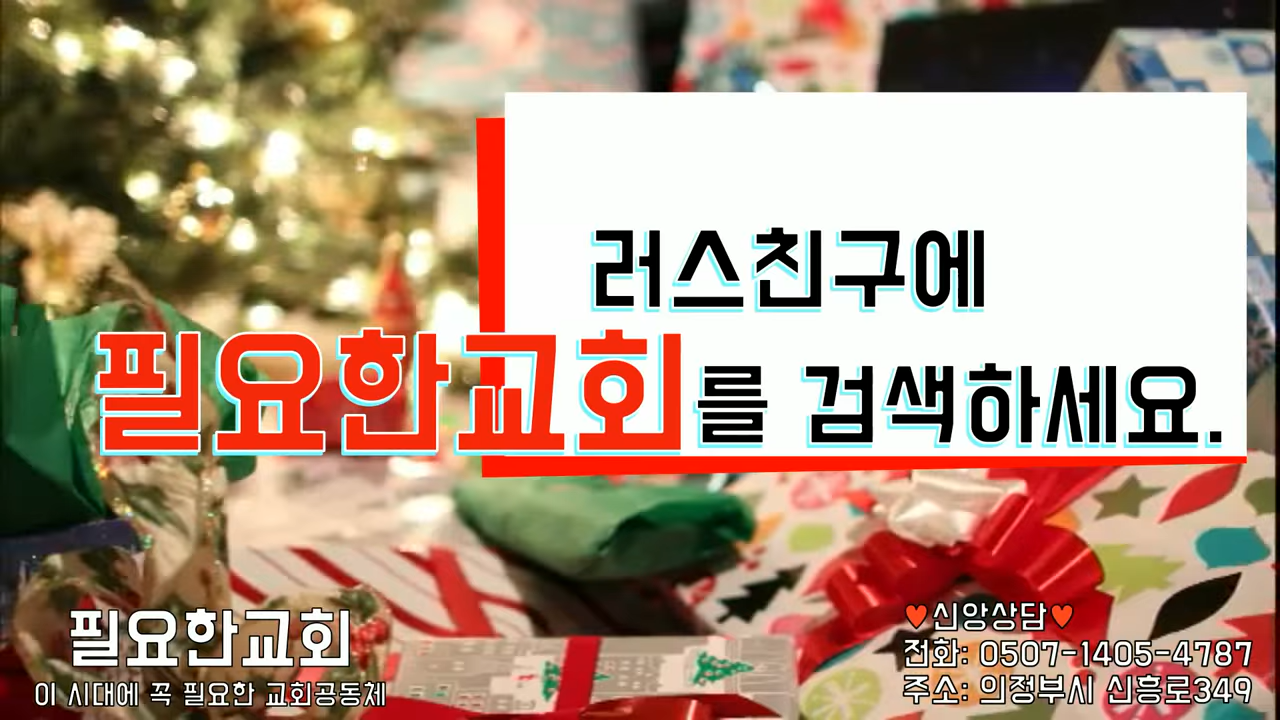 러스친구에
필요한교회를 검색하세요.
필요한교회
이 시대에 꼭 필요한 교회공동체
♥신앙상담♥
전화: 0507-1405-4787
주소: 의정부시 신흥로349